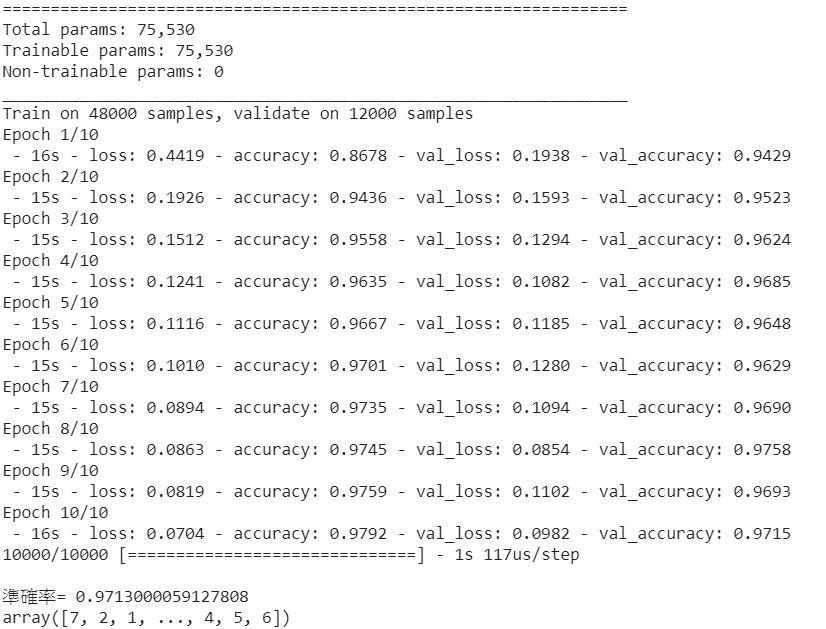 =================================================================
Total params: 75,530
Trainable params: 75,530
Non-trainable params: 0
_________________________________________________________________
Train on 48000 samples, validate on 12000 samples
Epoch 1/10
 - 16s - loss: 0.4419 - accuracy: 0.8678 - val_loss: 0.1938 - val_accuracy: 0.9429
Epoch 2/10
 - 15s - loss: 0.1926 - accuracy: 0.9436 - val_loss: 0.1593 - val_accuracy: 0.9523
Epoch 3/10
 - 15s - loss: 0.1512 - accuracy: 0.9558 - val_loss: 0.1294 - val_accuracy: 0.9624
Epoch 4/10
 - 15s - loss: 0.1241 - accuracy: 0.9635 - val_loss: 0.1082 - val_accuracy: 0.9685
Epoch 5/10
 - 15s - loss: 0.1116 - accuracy: 0.9667 - val_loss: 0.1185 - val_accuracy: 0.9648
Epoch 6/10
 - 15s - loss: 0.1010 - accuracy: 0.9701 - val_loss: 0.1280 - val_accuracy: 0.9629
Epoch 7/10
 - 15s - loss: 0.0894 - accuracy: 0.9735 - val_loss: 0.1094 - val_accuracy: 0.9690
Epoch 8/10
 - 15s - loss: 0.0863 - accuracy: 0.9745 - val_loss: 0.0854 - val_accuracy: 0.9758
Epoch 9/10
 - 15s - loss: 0.0819 - accuracy: 0.9759 - val_loss: 0.1102 - val_accuracy: 0.9693
Epoch 10/10
 - 16s - loss: 0.0704 - accuracy: 0.9792 - val_loss: 0.0982 - val_accuracy: 0.9715
10000/10000 [==============================] - 1s 117us/step
準確率= 0.9713000059127808
array([7, 2, 1, ..., 4, 5, 6])